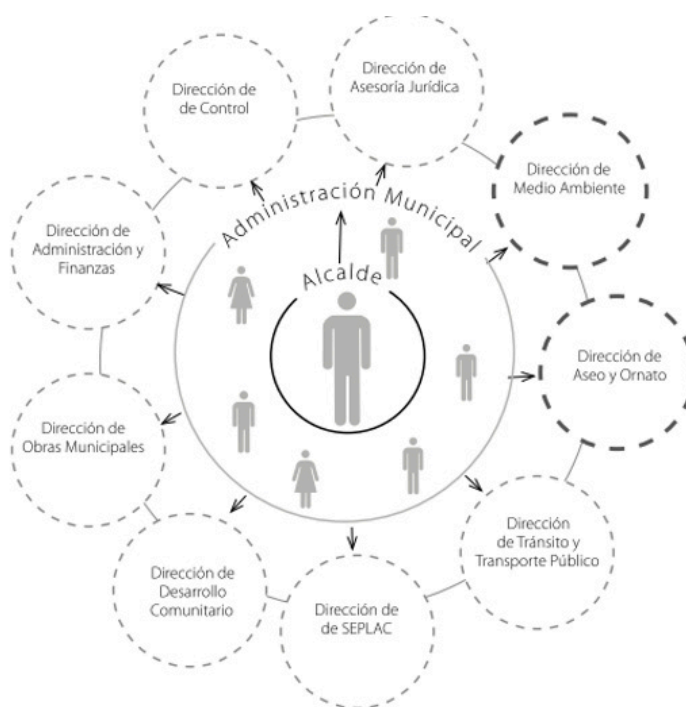 Dirección de
Asesoría Jurídica
Dirección de
de Control
Dirección de
Medio Ambiente
Administración Municipal
Dirección de
Administración y
Finanzas
Alcalde
Dirección de
Aseo y Ornato
Dirección de
Obras Municipales
Dirección
de Tránsito y
Transporte Público
Dirección de
Desarrollo
Comunitario
Dirección de
de SEPLAC